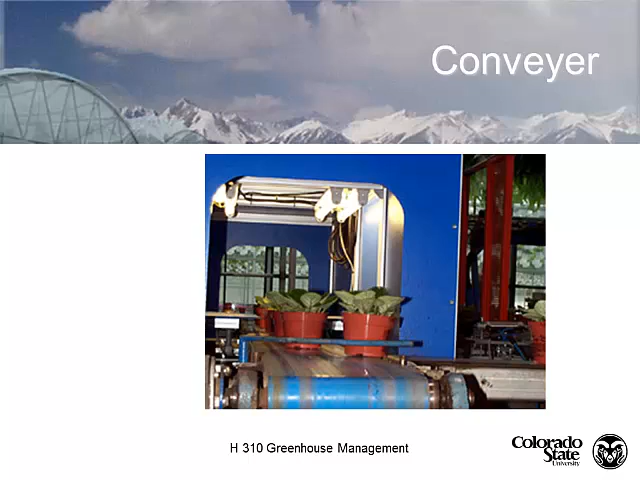 Conveyer
H 310 Greenhouse Management
Colorado
State
University